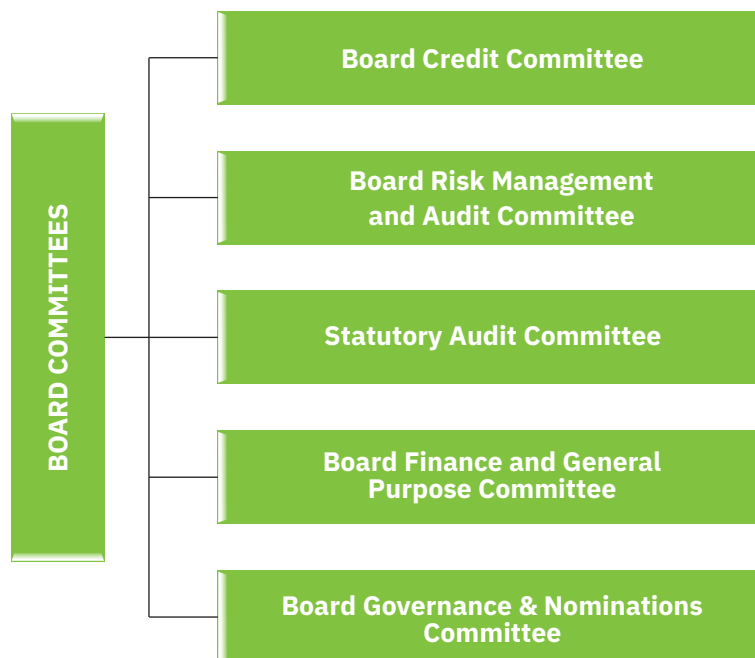 BOARD COMMITTEES
Board Credit Committee
Board Risk Management
and Audit Committee
Statutory Audit Committee
Board Finance and General
Purpose Committee
Board Governance & Nominations
Committee